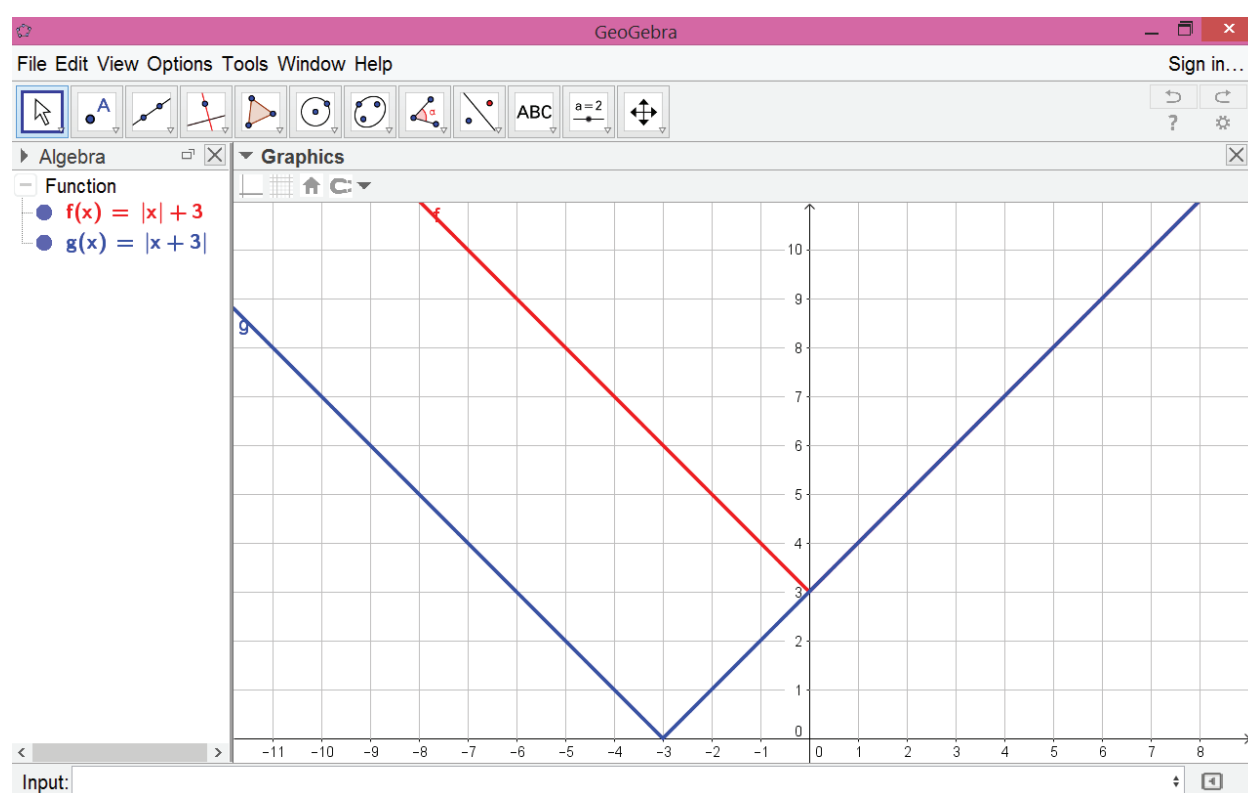 GeoGebra
File Edit View Options Tools Window Help
Sign in...
A
α
ABC
a=2
?
Algebra
Graphics
Function
f(x) = |x| + 3
g(x) = |x + 3|
f
g
10
9
8
7
6
5
4
3
2
1
0
-11 -10 -9 -8 -7 -6 -5 -4 -3 -2 -1 0 1 2 3 4 5 6 7 8
Input: